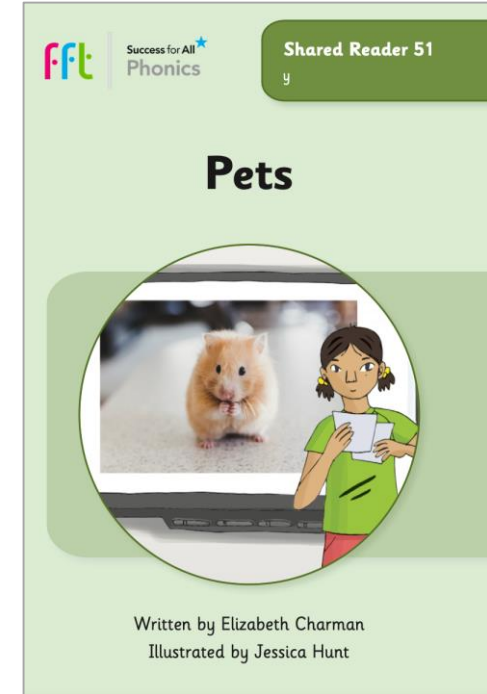 fft
Success for All
Phonics
Shared Reader 51
y
Pets
Written by Elizabeth Charman
Illustrated by Jessica Hunt